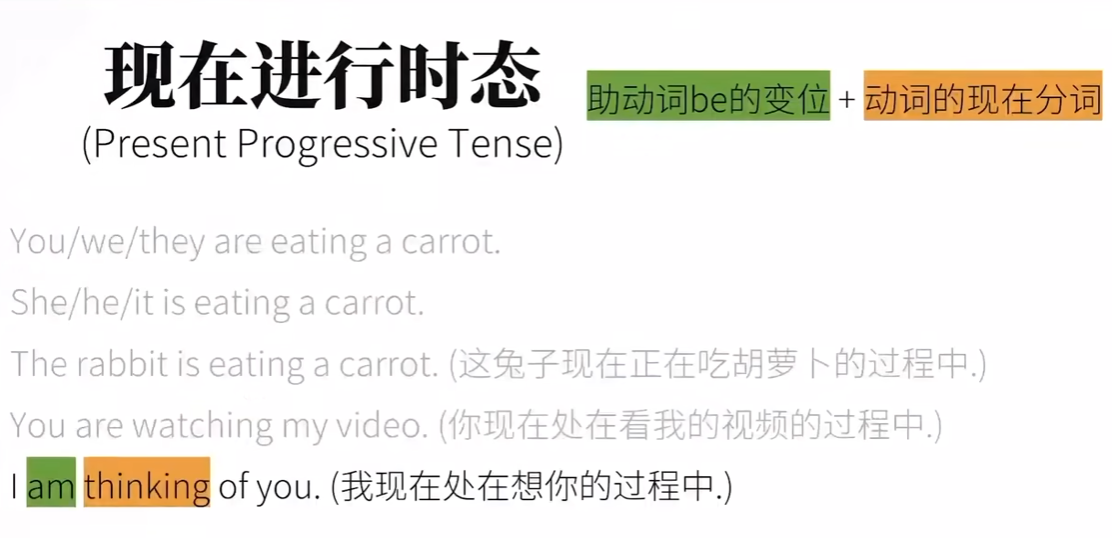 现在进行时态
助动词be的变位 + 动词的现在分词
(Present Progressive Tense)
You/we/they are eating a carrot.
She/he/it is eating a carrot.
The rabbit is eating a carrot. (这兔子现在正在吃胡萝卜的过程中.)
You are watching my video. (你现在处在看我的视频的过程中.)
I am thinking of you. (我现在处在想你的过程中.)